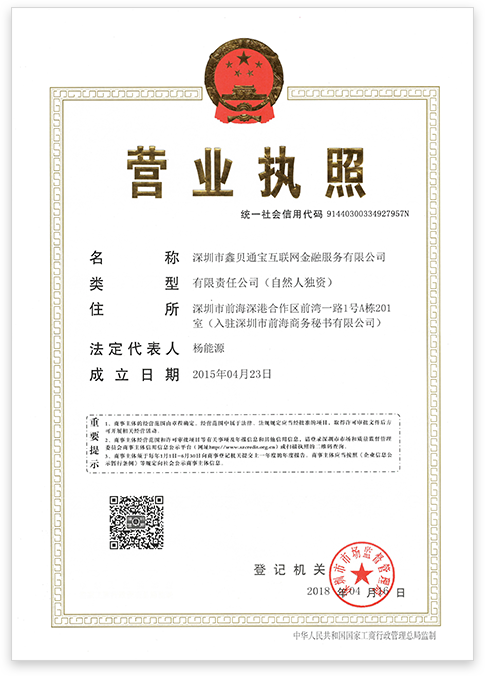 营业执照
统一社会信用代码 91440300334927957N
名 称 深圳市鑫贝通宝互联网金融服务有限公司
类 型 有限责任公司（自然人独资）
住 所 深圳市前海深港合作区前湾一路1号A栋201
室（入驻深圳市前海商务秘书有限公司）
法定代表人 杨能源
成立日期 2015年04月23日
重要提示
1、商事主体的经营范围由章程确定，经营范围中属于法律、法规规定应当经批准的项目，取得许可审批文件后方
可开展相关经营活动。
2、商事主体经营范围和许可审批项目等有关事项及年报信息和其他信用信息，请登录深圳市市场和质量监督管理
委员会商事主体信用信息公示平台（网址http://www.szcredit.org.cn）或扫描执照的二维码查询。
3、商事主体须于每年1月1日-6月30日向商事登记机关提交上一年度的年度报告，商事主体应当按照《企业信息公
示暂行条例》等规定向社会公示商事主体信息。
登记机关
深圳市市场监督管理局
2018 年 04 月 16 日
中华人民共和国国家工商行政管理总局监制